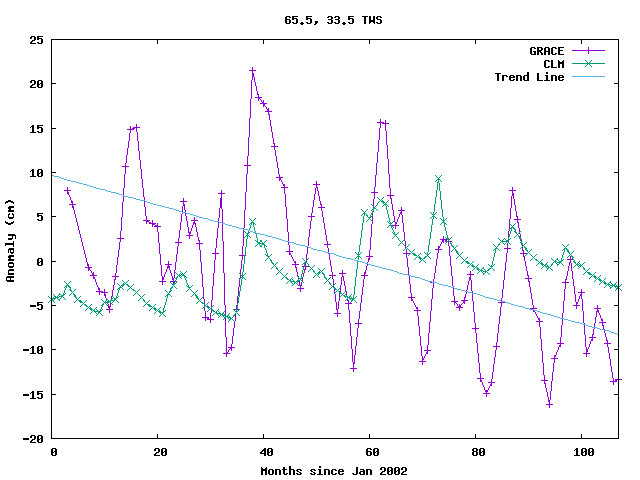 65.5, 33.5 TWS
GRACE
CLM
Trend Line
25
20
15
10
5
0
-5
-10
-15
-20
Anomaly (cm)
0 20 40 60 80 100
Months since Jan 2002